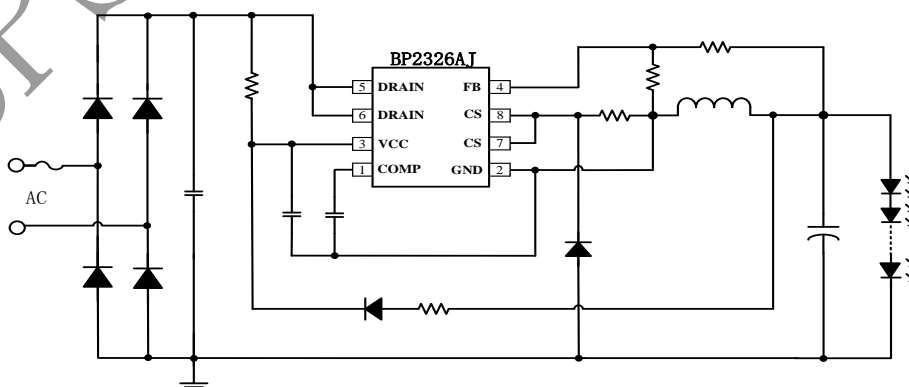 BP2326AJ
5 DRAIN FB 4
6 DRAIN CS 8
3 VCC CS 7
1 COMP GND 2
AC